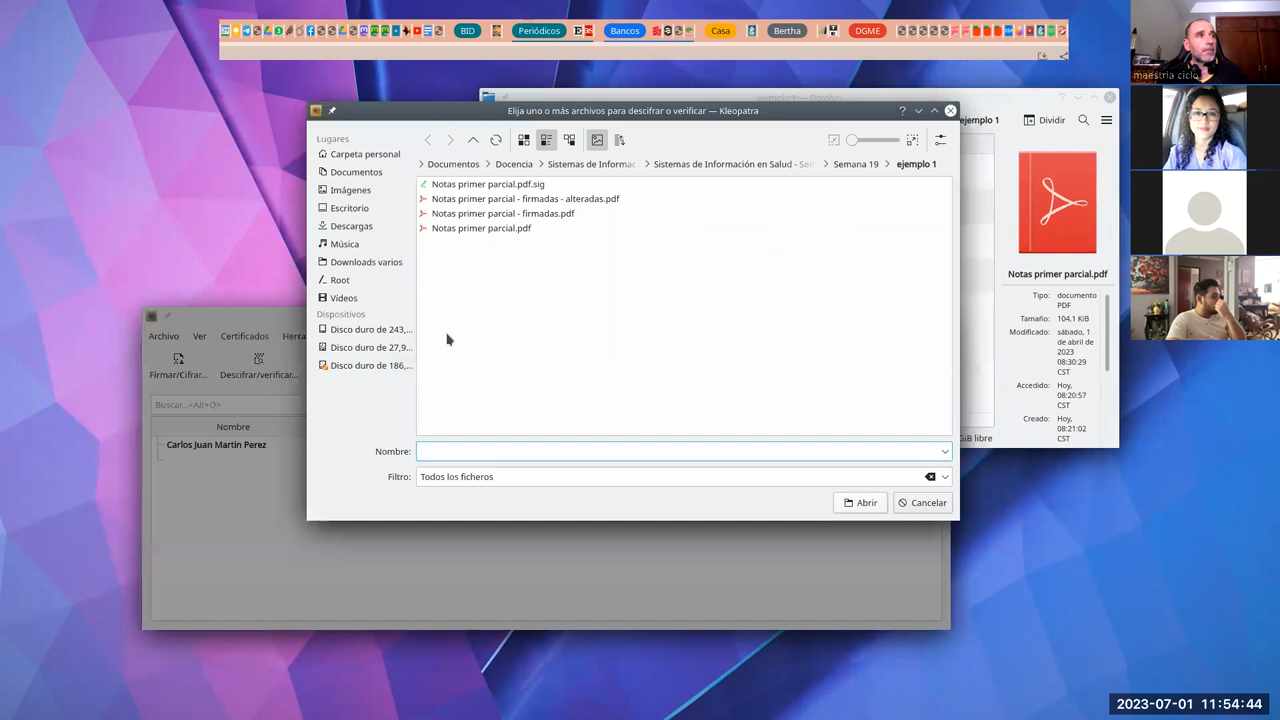 BID
Periódicos
Bancos
Casa
Bertha
DGME
maestria ciclo
Elija uno o más archivos para descifrar o verificar — Kleopatra
ejemplo 1
Dividir
Lugares
Carpeta personal
Documentos
Imágenes
Escritorio
Descargas
Música
Downloads varios
Root
Vídeos
Dispositivos
Disco duro de 243,...
Disco duro de 27,9...
Disco duro de 186,...
Documentos
Docencia
Sistemas de Informac
Sistemas de Información en Salud - Sem
Semana 19
ejemplo 1
Notas primer parcial.pdf.sig
Notas primer parcial - firmadas - alteradas.pdf
Notas primer parcial - firmadas.pdf
Notas primer parcial.pdf
Nombre:
Filtro: Todos los ficheros
Abrir
Cancelar
Notas primer parcial.pdf
Tipo: documento
PDF
Tamaño: 104,1 KiB
Modificado: sábado, 1
de abril de
2023
08:30:29
CST
Accedido: Hoy,
08:20:57
CST
Creado: Hoy,
08:21:02
CST
GiB libre
Archivo Ver Certificados Herra
Firmar/Cifrar...
Descifrar/verificar...
Buscar...<Alt+Q>
Nombre
Carlos Juan Martin Perez
2023-07-01 11:54:44